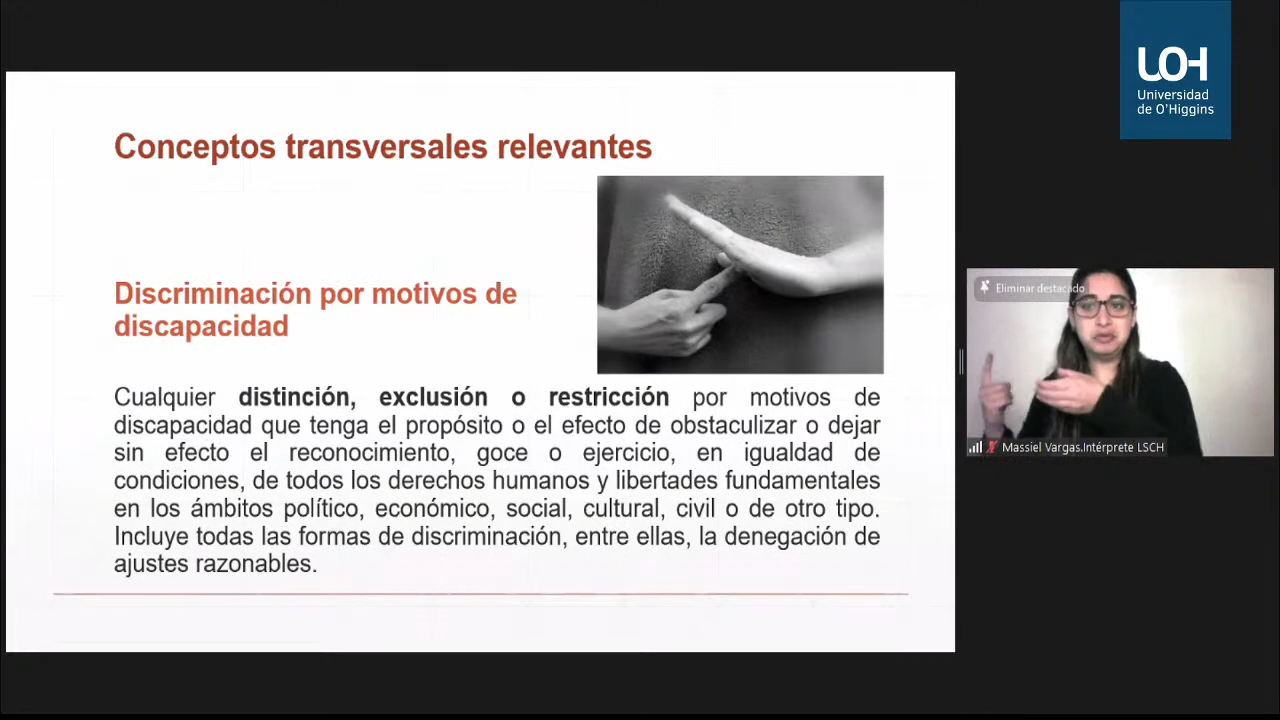 UOH
Universidad
de O'Higgins
Conceptos transversales relevantes
Discriminación por motivos de
discapacidad
Cualquier distinción, exclusión o restricción por motivos de
discapacidad que tenga el propósito o el efecto de obstaculizar o dejar
sin efecto el reconocimiento, goce o ejercicio, en igualdad de
condiciones, de todos los derechos humanos y libertades fundamentales
en los ámbitos político, económico, social, cultural, civil o de otro tipo.
Incluye todas las formas de discriminación, entre ellas, la denegación de
ajustes razonables.
Eliminar destacado
Massiel Vargas.Intérprete LSCH